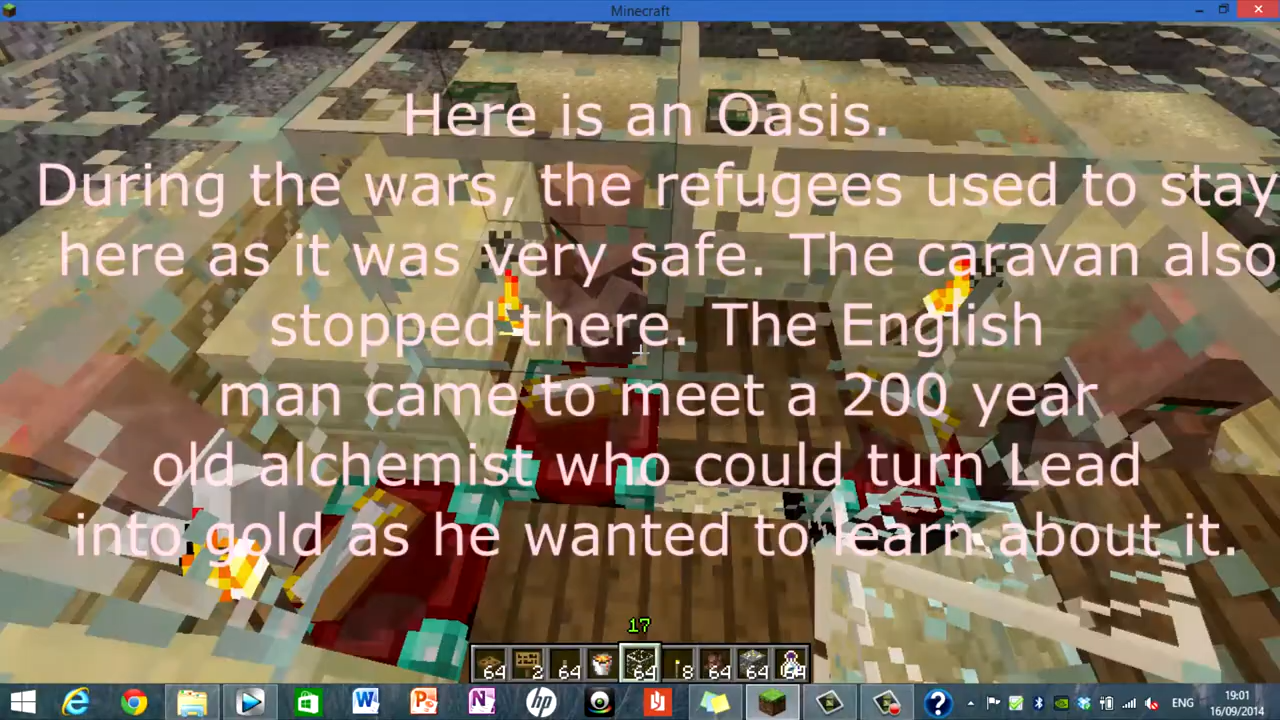 Minecraft
Here is an Oasis.
During the wars, the refugees used to stay
here as it was very safe. The caravan also
stopped there. The English
man came to meet a 200 year
old alchemist who could turn Lead
into gold as he wanted to learn about it.
17
64 2 64 64 8 64 64 64
ENG
19:01
16/09/2014